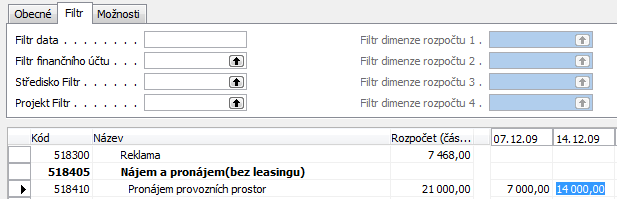 Obecné Filtr Možnosti
Filtr data . . . . . . . . Filtr dimenze rozpočtu 1 .
Filtr finančního účtu . . . Filtr dimenze rozpočtu 2 .
Středisko Filtr . . . . . . Filtr dimenze rozpočtu 3 .
Projekt Filtr . . . . . . . Filtr dimenze rozpočtu 4 .
Kód Název Rozpočet (čás... 07.12.09 14.12.09
518300 Reklama 7 468,00
518405 Nájem a pronájem(bez leasingu)
518410 Pronájem provozních prostor 21 000,00 7 000,00 14 000,00